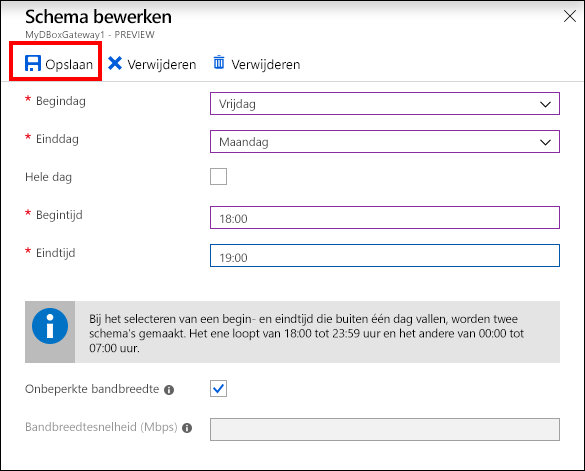 Schema bewerken
MyDBoxGateway1 - PREVIEW
Opslaan Verwijderen Verwijderen
* Begindag Vrijdag
* Einddag Maandag
Hele dag
* Begintijd 18:00
* Eindtijd 19:00
Bij het selecteren van een begin- en eindtijd die buiten één dag vallen, worden twee
schema's gemaakt. Het ene loopt van 18:00 tot 23:59 uur en het andere van 00:00 tot
07:00 uur.
Onbeperkte bandbreedte
Bandbreedtesnelheid (Mbps)